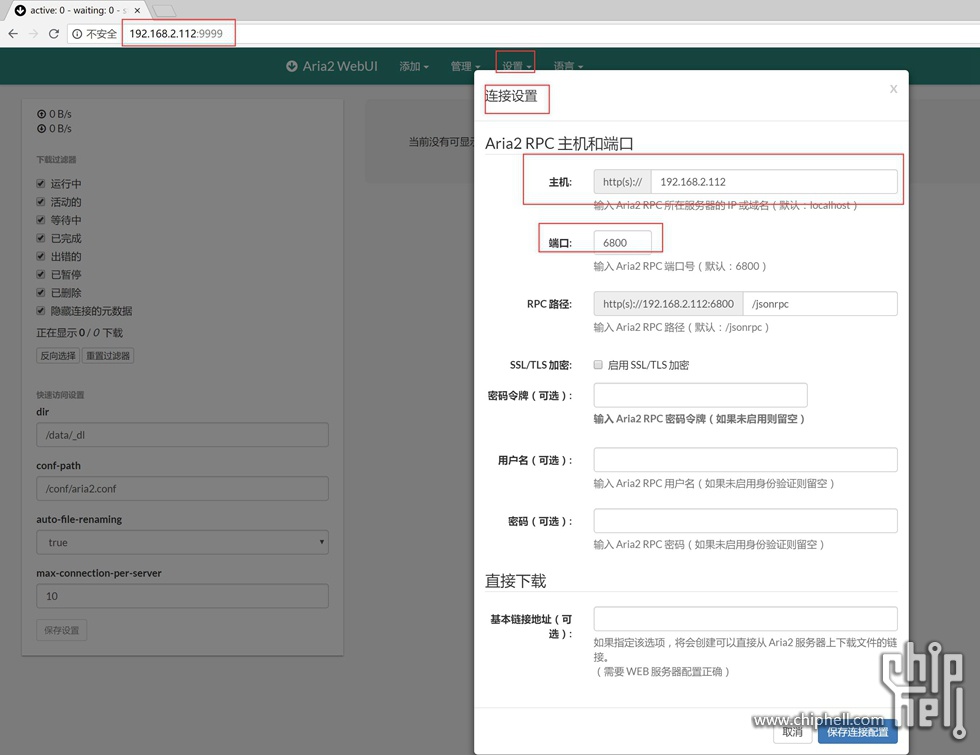 active: 0 - waiting: 0 - s
不安全
192.168.2.112:9999
Aria2 WebUI
添加
管理
设置
语言
0 B/s
0 B/s
下载过滤器
运行中
活动的
等待中
已完成
出错的
已暂停
已删除
隐藏连接的元数据
正在显示 0 / 0 下载
反向选择
重置过滤器
快速访问设置
dir
/data/_dl
conf-path
/conf/aria2.conf
auto-file-renaming
true
max-connection-per-server
10
保存设置
当前没有可显示
连接设置
x
Aria2 RPC 主机和端口
主机:
http(s)://
192.168.2.112
输入 Aria2 RPC 所在服务器的 IP 或域名（默认：localhost ）
端口:
6800
输入 Aria2 RPC 端口号（默认：6800 ）
RPC 路径:
http(s)://192.168.2.112:6800
/jsonrpc
输入 Aria2 RPC 路径（默认：/jsonrpc ）
SSL/TLS 加密:
启用 SSL/TLS 加密
密码令牌（可选）:
输入 Aria2 RPC 密码令牌（如果未启用则留空）
用户名（可选）:
输入 Aria2 RPC 用户名（如果未启用身份验证则留空）
密码（可选）:
输入 Aria2 RPC 密码（如果未启用身份验证则留空）
直接下载
基本链接地址（可
选）:
如果指定该选项，将会创建可以直接从 Aria2 服务器上下载文件的链
接。
（需要 WEB 服务器配置正确）
取消
保存连接配置
chip
hell
www.chiphell.com